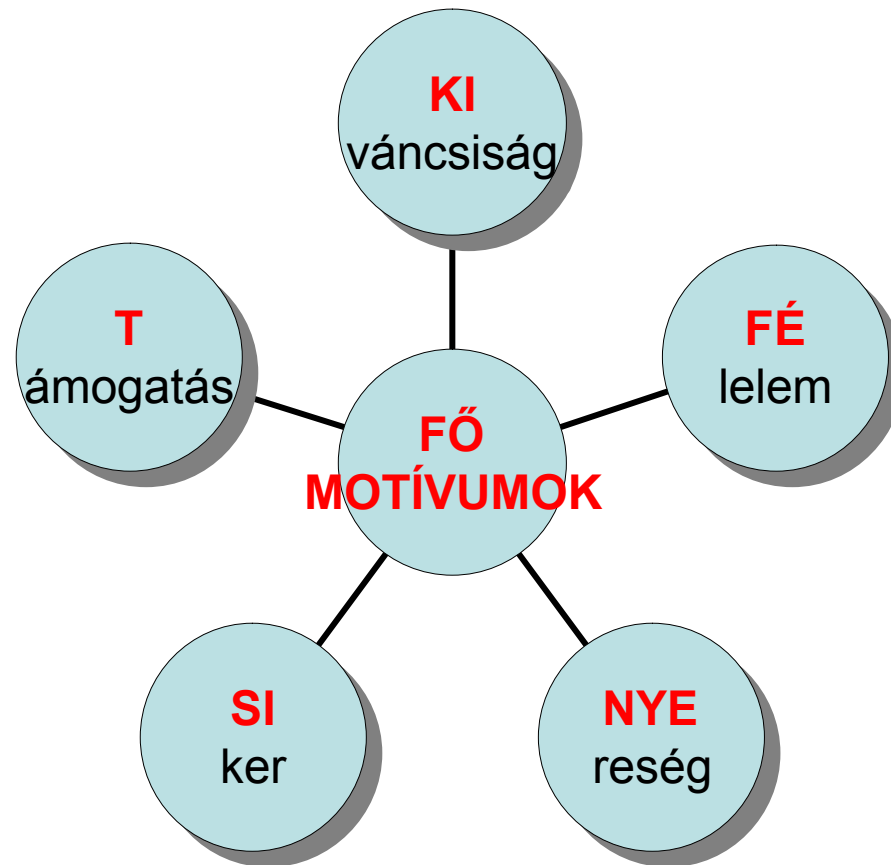 KI
váncsiság
FÉ
lelem
NYE
reség
SI
ker
T
ámogatás
FŐ
MOTÍVUMOK